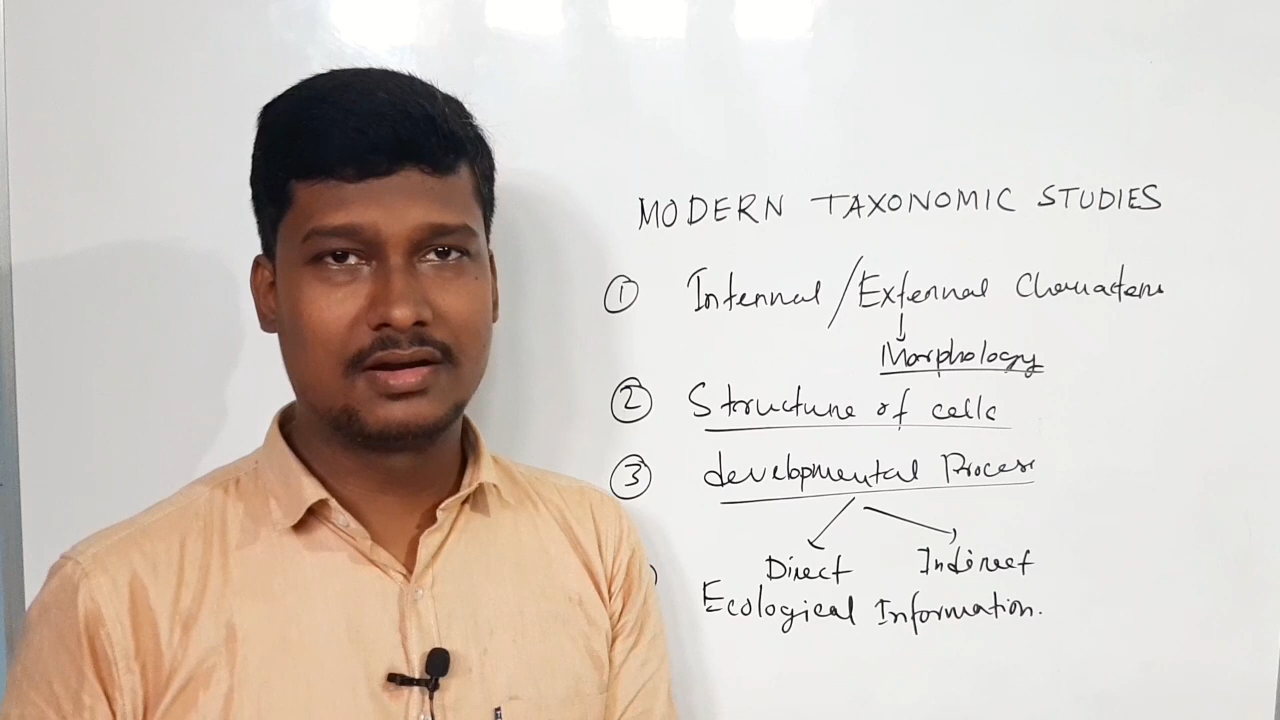 MODERN TAXONOMIC STUDIES
① Internal / External Characters
Morphology
② Structure of cells
③ developmental Process
Direct Indirect
Ecological Information.